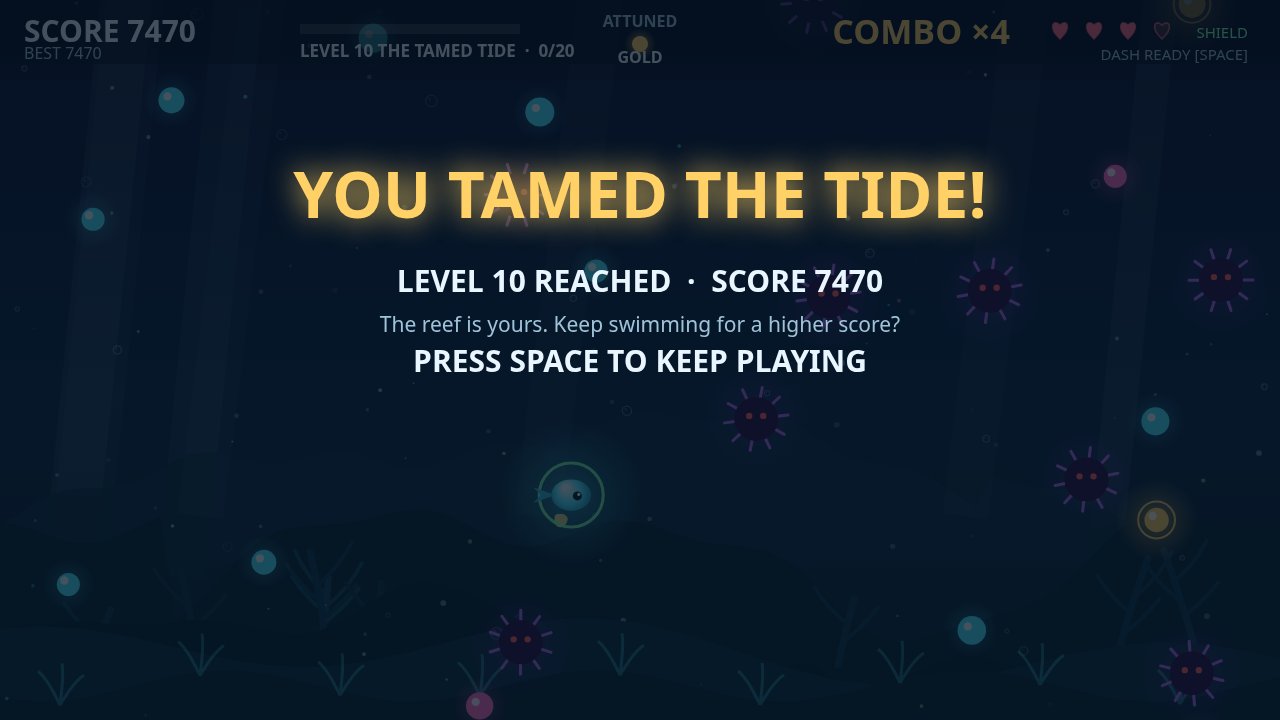 SCORE 7470
BEST 7470
LEVEL 10 THE TAMED TIDE · 0/20
ATTUNED
GOLD
COMBO ×4
SHIELD
DASH READY [SPACE]
YOU TAMED THE TIDE!
LEVEL 10 REACHED · SCORE 7470
The reef is yours. Keep swimming for a higher score?
PRESS SPACE TO KEEP PLAYING